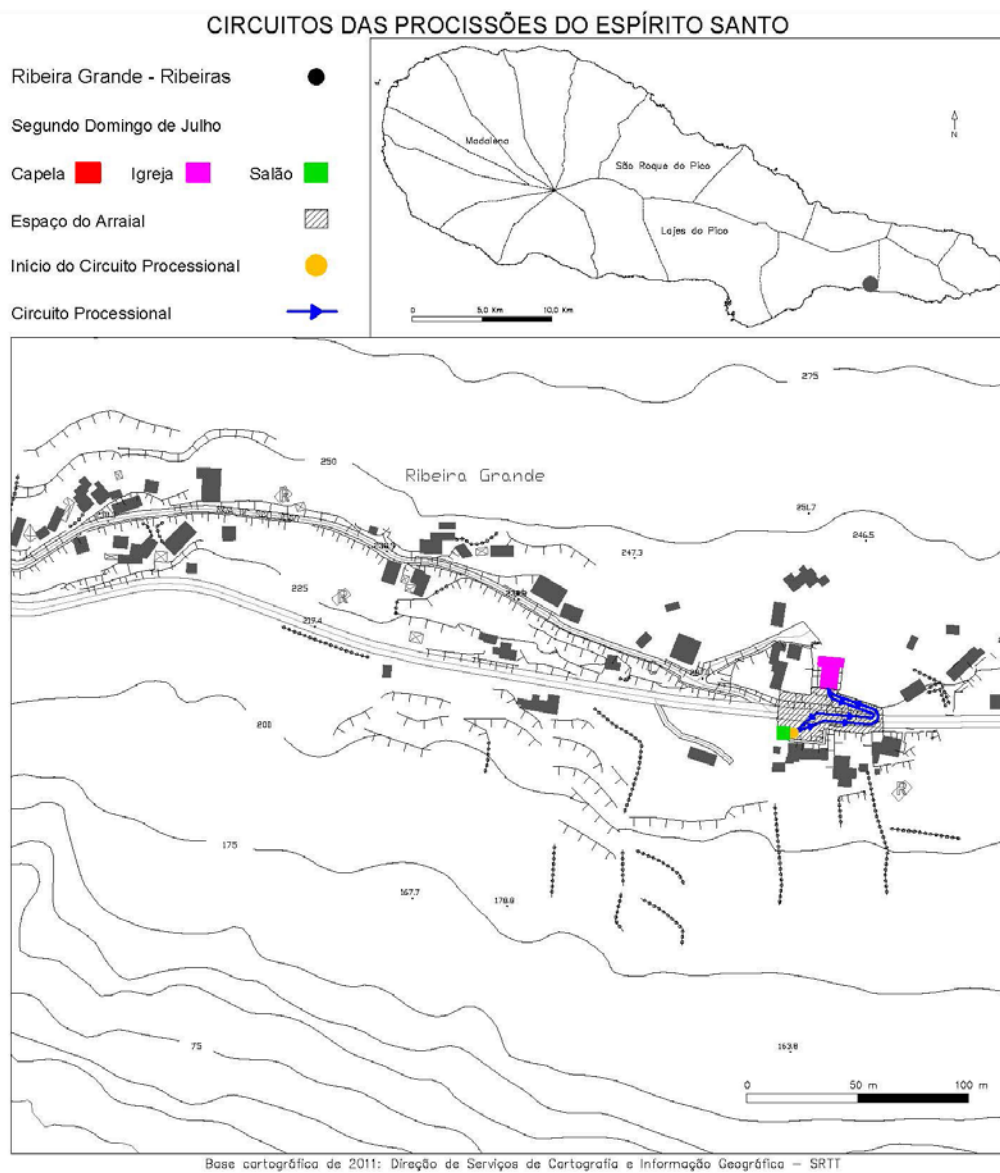 CIRCUITOS DAS PROCISSÕES DO ESPÍRITO SANTO
Ribeira Grande - Ribeiras
Segundo Domingo de Julho
Capela Igreja Salão
Espaço do Arraial
Início do Circuito Processional
Circuito Processional
Madalena
São Roque do Pico
Lajes do Pico
N
0 5,0 Km 10,0 Km
275
250
Ribeira Grande
251.7
246.5
247.3
225
217.4
200
175
167.7
178.8
75
163.8
0 50 m 100 m
Base cartográfica de 2011: Direção de Serviços de Cartografia e Informação Geográfica – SRTT